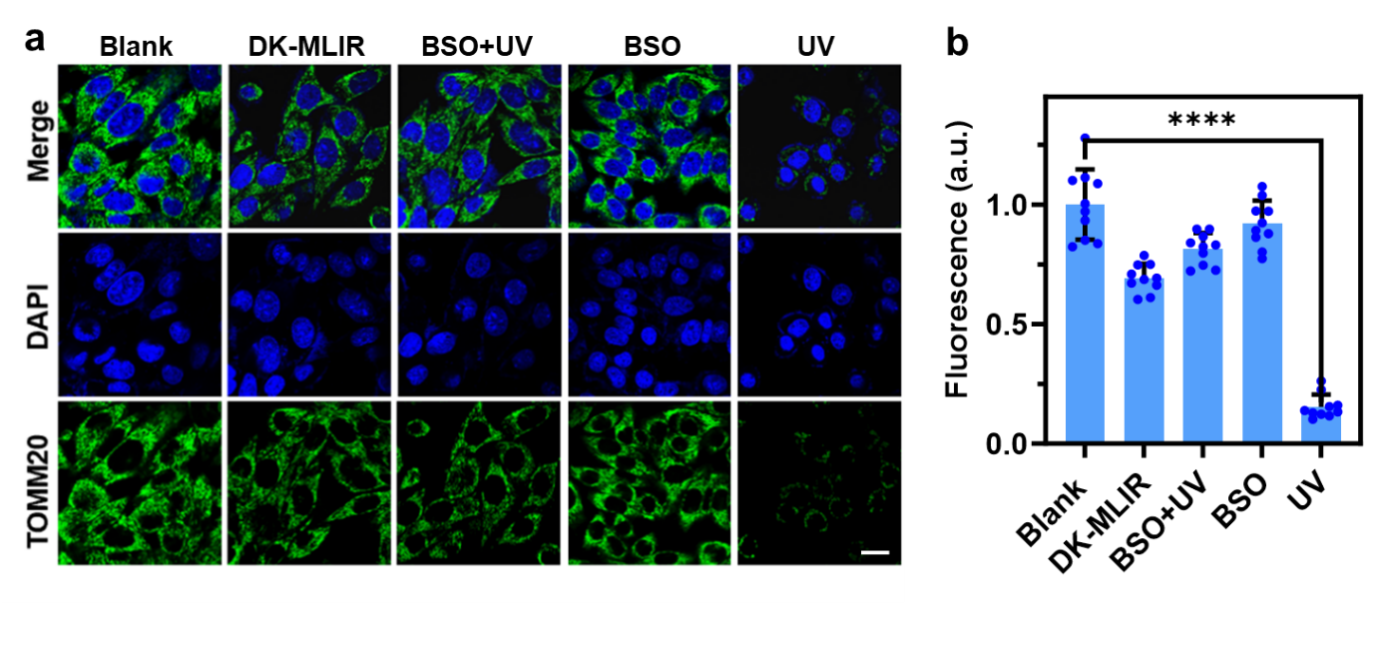 a
Blank DK-MLIR BSO+UV BSO UV
Merge
DAPI
TOMM20
b
****
Fluorescence (a.u.)
1.0
0.5
0.0
Blank
DK-MLIR
BSO+UV
BSO
UV